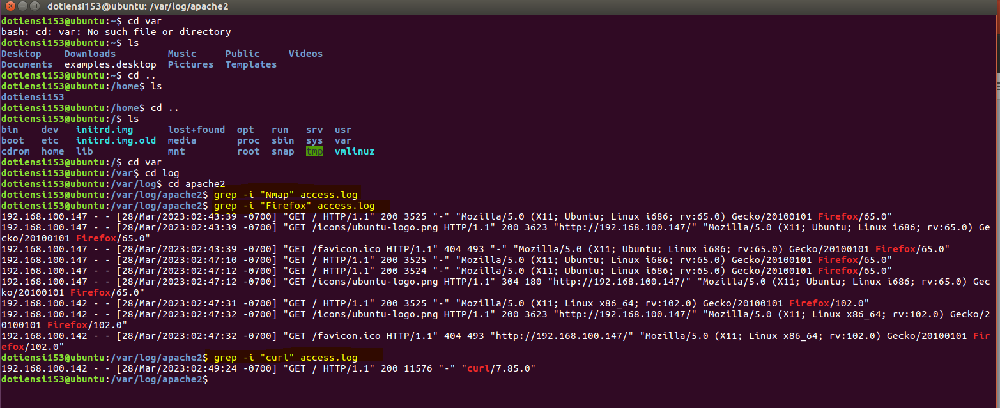 dotiensi153@ubuntu: /var/log/apache2
dotiensi153@ubuntu:~$ cd var
bash: cd: var: No such file or directory
dotiensi153@ubuntu:~$ ls
Desktop    Downloads         Music     Public     Videos
Documents  examples.desktop  Pictures  Templates
dotiensi153@ubuntu:~$ cd ..
dotiensi153@ubuntu:/home$ ls
dotiensi153
dotiensi153@ubuntu:/home$ cd ..
dotiensi153@ubuntu:/$ ls
bin    dev   initrd.img      lost+found  opt   run   srv  usr
boot   etc   initrd.img.old  media       proc  sbin  sys  var
cdrom  home  lib             mnt         root  snap  tmp  vmlinuz
dotiensi153@ubuntu:/$ cd var
dotiensi153@ubuntu:/var$ cd log
dotiensi153@ubuntu:/var/log$ cd apache2
dotiensi153@ubuntu:/var/log/apache2$ grep -i "Nmap" access.log
dotiensi153@ubuntu:/var/log/apache2$ grep -i "Firefox" access.log
192.168.100.147 - - [28/Mar/2023:02:43:39 -0700] "GET / HTTP/1.1" 200 3525 "-" "Mozilla/5.0 (X11; Ubuntu; Linux i686; rv:65.0) Gecko/20100101 Firefox/65.0"
192.168.100.147 - - [28/Mar/2023:02:43:39 -0700] "GET /icons/ubuntu-logo.png HTTP/1.1" 200 3623 "http://192.168.100.147/" "Mozilla/5.0 (X11; Ubuntu; Linux i686; rv:65.0) Ge
cko/20100101 Firefox/65.0"
192.168.100.147 - - [28/Mar/2023:02:43:39 -0700] "GET /favicon.ico HTTP/1.1" 404 493 "-" "Mozilla/5.0 (X11; Ubuntu; Linux i686; rv:65.0) Gecko/20100101 Firefox/65.0"
192.168.100.147 - - [28/Mar/2023:02:47:10 -0700] "GET / HTTP/1.1" 200 3525 "-" "Mozilla/5.0 (X11; Ubuntu; Linux i686; rv:65.0) Gecko/20100101 Firefox/65.0"
192.168.100.147 - - [28/Mar/2023:02:47:12 -0700] "GET / HTTP/1.1" 200 3524 "-" "Mozilla/5.0 (X11; Ubuntu; Linux i686; rv:65.0) Gecko/20100101 Firefox/65.0"
192.168.100.147 - - [28/Mar/2023:02:47:12 -0700] "GET /icons/ubuntu-logo.png HTTP/1.1" 304 180 "http://192.168.100.147/" "Mozilla/5.0 (X11; Ubuntu; Linux i686; rv:65.0) Gec
ko/20100101 Firefox/65.0"
192.168.100.142 - - [28/Mar/2023:02:47:31 -0700] "GET / HTTP/1.1" 200 3525 "-" "Mozilla/5.0 (X11; Linux x86_64; rv:102.0) Gecko/20100101 Firefox/102.0"
192.168.100.142 - - [28/Mar/2023:02:47:32 -0700] "GET /icons/ubuntu-logo.png HTTP/1.1" 200 3623 "http://192.168.100.147/" "Mozilla/5.0 (X11; Linux x86_64; rv:102.0) Gecko/2
0100101 Firefox/102.0"
192.168.100.142 - - [28/Mar/2023:02:47:32 -0700] "GET /favicon.ico HTTP/1.1" 404 493 "http://192.168.100.147/" "Mozilla/5.0 (X11; Linux x86_64; rv:102.0) Gecko/20100101 Fir
efox/102.0"
dotiensi153@ubuntu:/var/log/apache2$ grep -i "curl" access.log
192.168.100.142 - - [28/Mar/2023:02:49:24 -0700] "GET / HTTP/1.1" 200 11576 "-" "curl/7.85.0"
dotiensi153@ubuntu:/var/log/apache2$